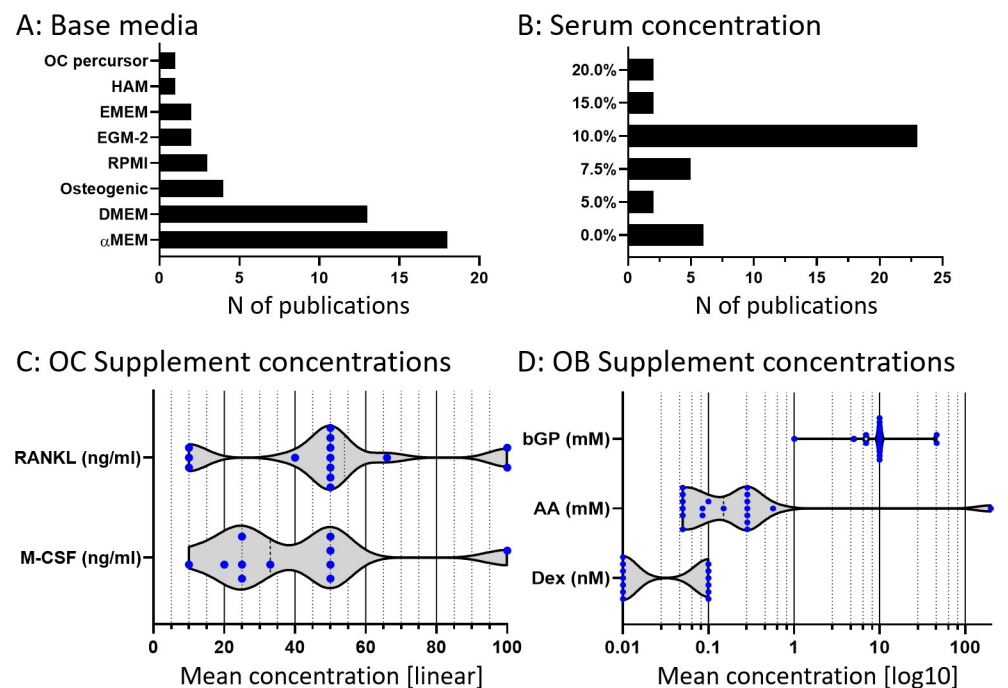 A: Base media
OC percursor
HAM
EMEM
EGM-2
RPMI
Osteogenic
DMEM
αMEM
0 5 10 15 20
N of publications
B: Serum concentration
20.0%
15.0%
10.0%
7.5%
5.0%
0.0%
0 5 10 15 20 25
N of publications
C: OC Supplement concentrations
RANKL (ng/ml)
M-CSF (ng/ml)
0 20 40 60 80 100
Mean concentration [linear]
D: OB Supplement concentrations
bGP (mM)
AA (mM)
Dex (nM)
0.01 0.1 1 10 100
Mean concentration [log10]